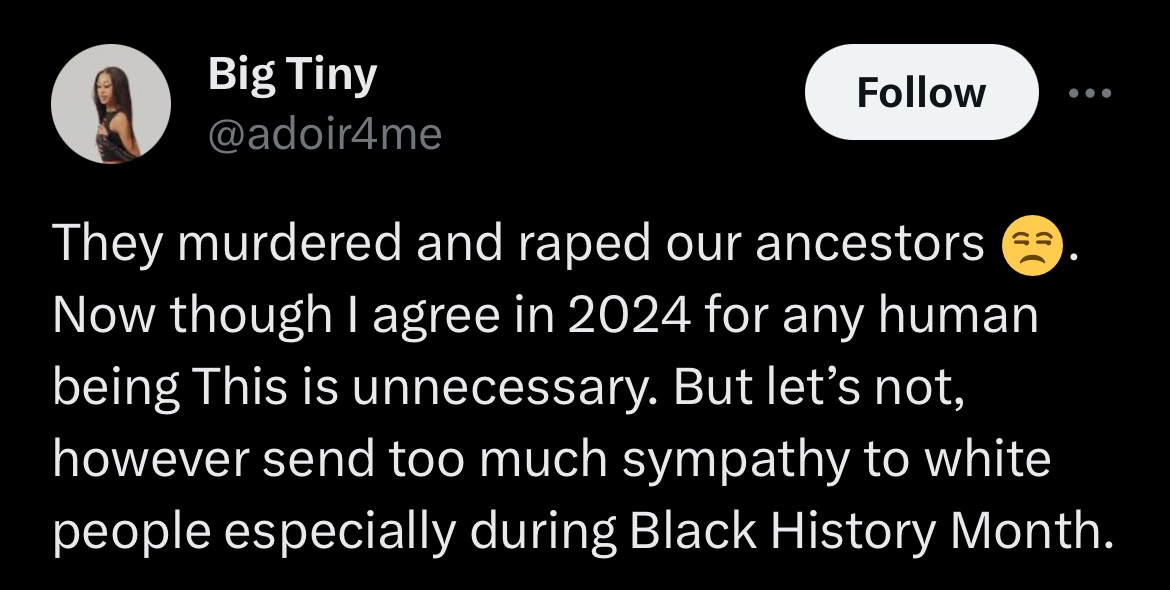 Big Tiny
@adoir4me
Follow
They murdered and raped our ancestors 😒.
Now though I agree in 2024 for any human
being This is unnecessary. But let’s not,
however send too much sympathy to white
people especially during Black History Month.